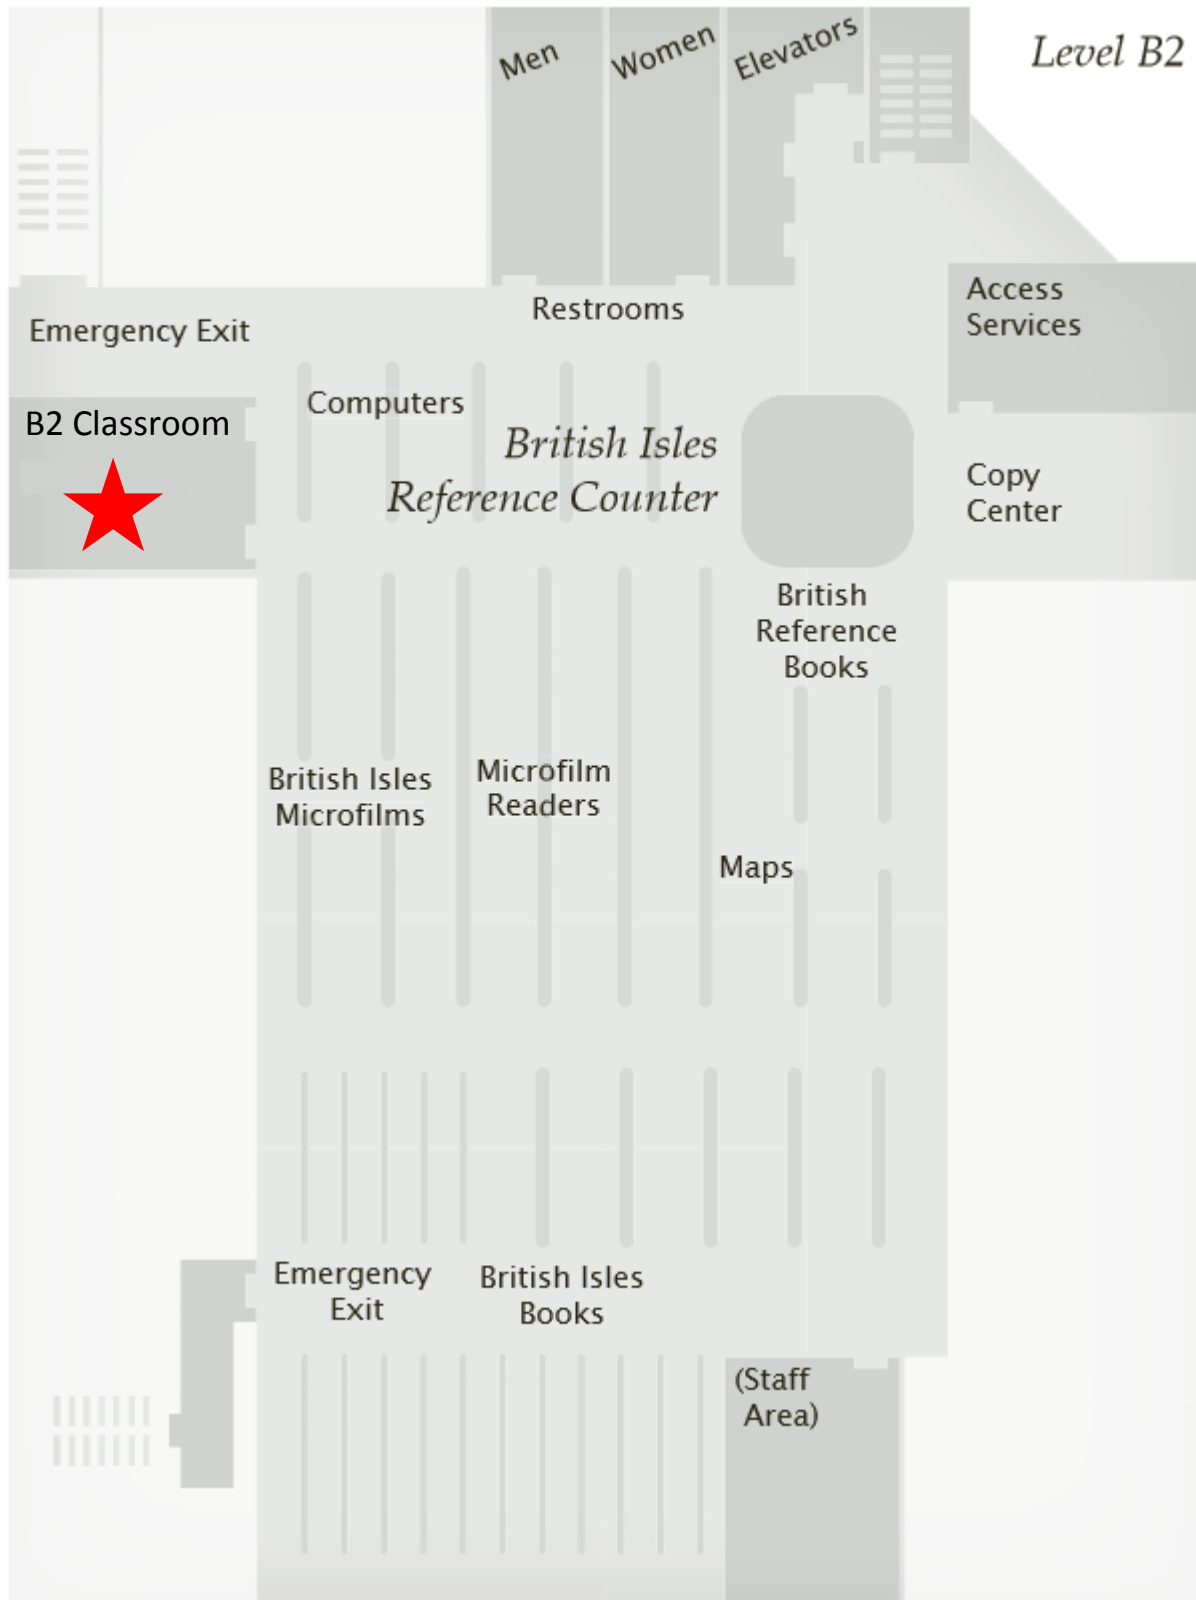 Men
Women
Elevators
Level B2
Restrooms
Access
Services
Emergency Exit
B2 Classroom
Computers
British Isles
Reference Counter
Copy
Center
British
Reference
Books
British Isles
Microfilms
Microfilm
Readers
Maps
Emergency
Exit
British Isles
Books
(Staff
Area)